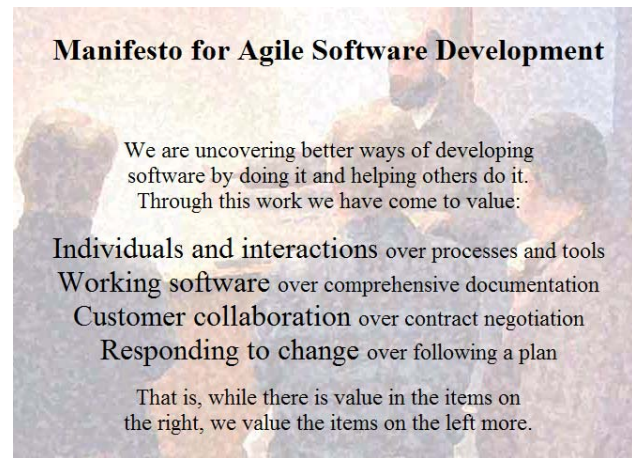 Manifesto for Agile Software Development
We are uncovering better ways of developing
software by doing it and helping others do it.
Through this work we have come to value:
Individuals and interactions over processes and tools
Working software over comprehensive documentation
Customer collaboration over contract negotiation
Responding to change over following a plan
That is, while there is value in the items on
the right, we value the items on the left more.